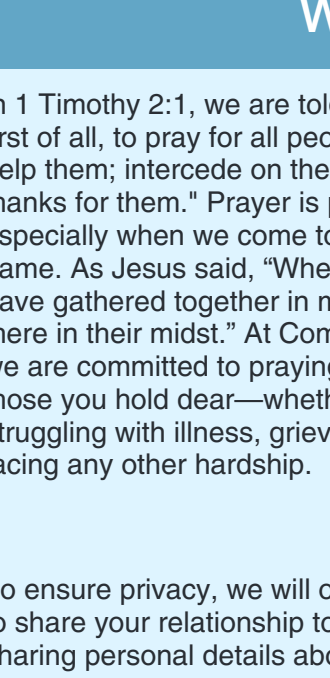 W
n 1 Timothy 2:1, we are tol
rst of all, to pray for all peo
elp them; intercede on the
hanks for them." Prayer is p
specially when we come to
ame. As Jesus said, “Whe
ave gathered together in m
here in their midst.” At Com
we are committed to praying
hose you hold dear—wheth
truggling with illness, griev
acing any other hardship.
o ensure privacy, we will o
o share your relationship to
haring personal details abo